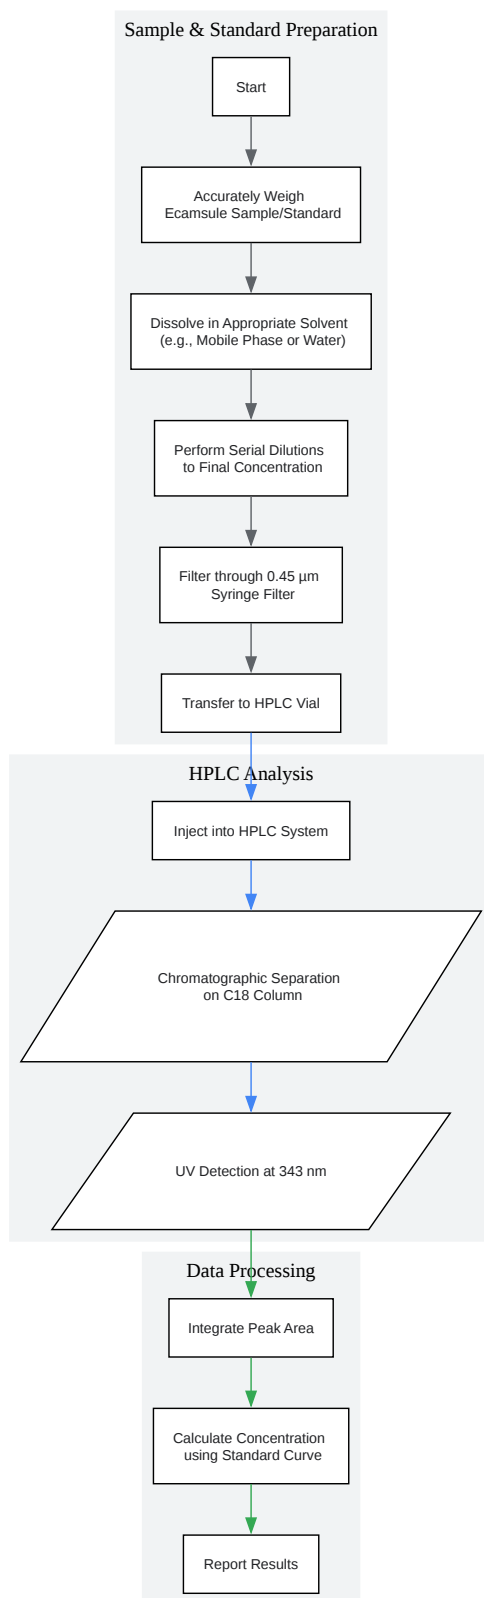 Sample & Standard Preparation
Start
Accurately Weigh
Ecamsule Sample/Standard
Dissolve in Appropriate Solvent
(e.g., Mobile Phase or Water)
Perform Serial Dilutions
to Final Concentration
Filter through 0.45 µm
Syringe Filter
Transfer to HPLC Vial
HPLC Analysis
Inject into HPLC System
Chromatographic Separation
on C18 Column
UV Detection at 343 nm
Data Processing
Integrate Peak Area
Calculate Concentration
using Standard Curve
Report Results